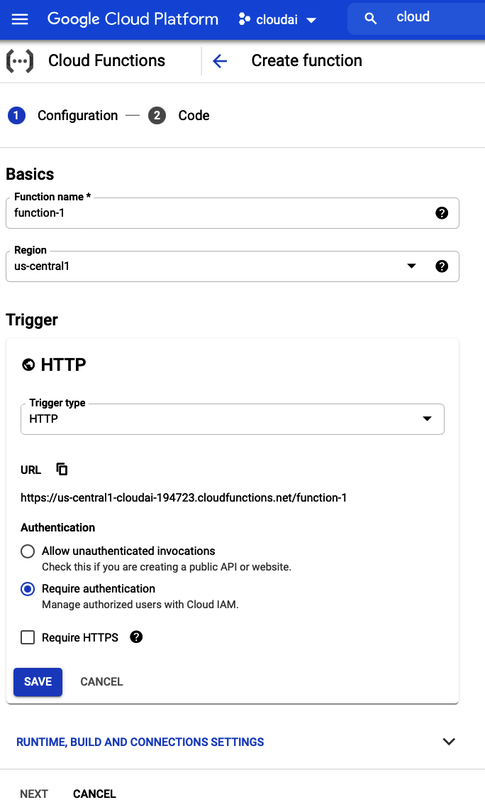 Google Cloud Platform cloudai cloud
Cloud Functions Create function
1 Configuration 2 Code
Basics
Function name *
function-1
Region
us-central1
Trigger
HTTP
Trigger type
HTTP
URL
https://us-central1-cloudai-194723.cloudfunctions.net/function-1
Authentication
Allow unauthenticated invocations
Check this if you are creating a public API or website.
Require authentication
Manage authorized users with Cloud IAM.
Require HTTPS
SAVE CANCEL
RUNTIME, BUILD AND CONNECTIONS SETTINGS
NEXT CANCEL